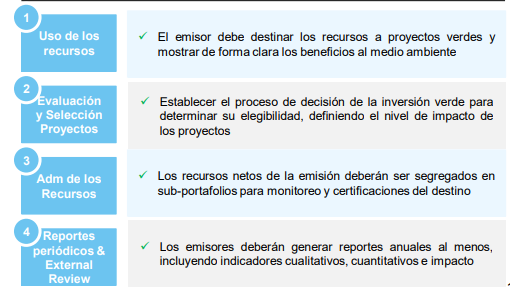 1
Uso de los
recursos
✓ El emisor debe destinar los recursos a proyectos verdes y
mostrar de forma clara los beneficios al medio ambiente
2
Evaluación
y Selección
Proyectos
✓ Establecer el proceso de decisión de la inversión verde para
determinar su elegibilidad, definiendo el nivel de impacto de
los proyectos
3
Adm de los
Recursos
✓ Los recursos netos de la emisión deberán ser segregados en
sub-portafolios para monitoreo y certificaciones del destino
4
Reportes
periódicos &
External
Review
✓ Los emisores deberán generar reportes anuales al menos,
incluyendo indicadores cualitativos, cuantitativos e impacto